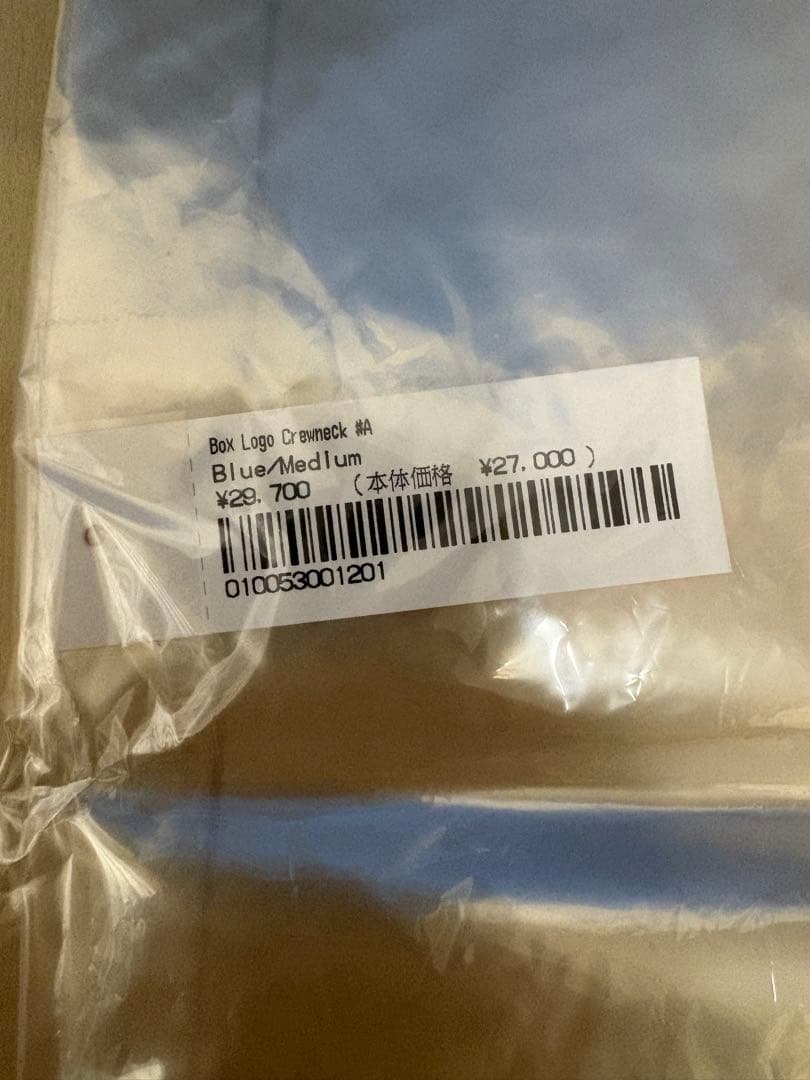 Box Logo Crewneck #A
Blue/Medium
¥29,700 (本体価格 ¥27,000 )
010053001201